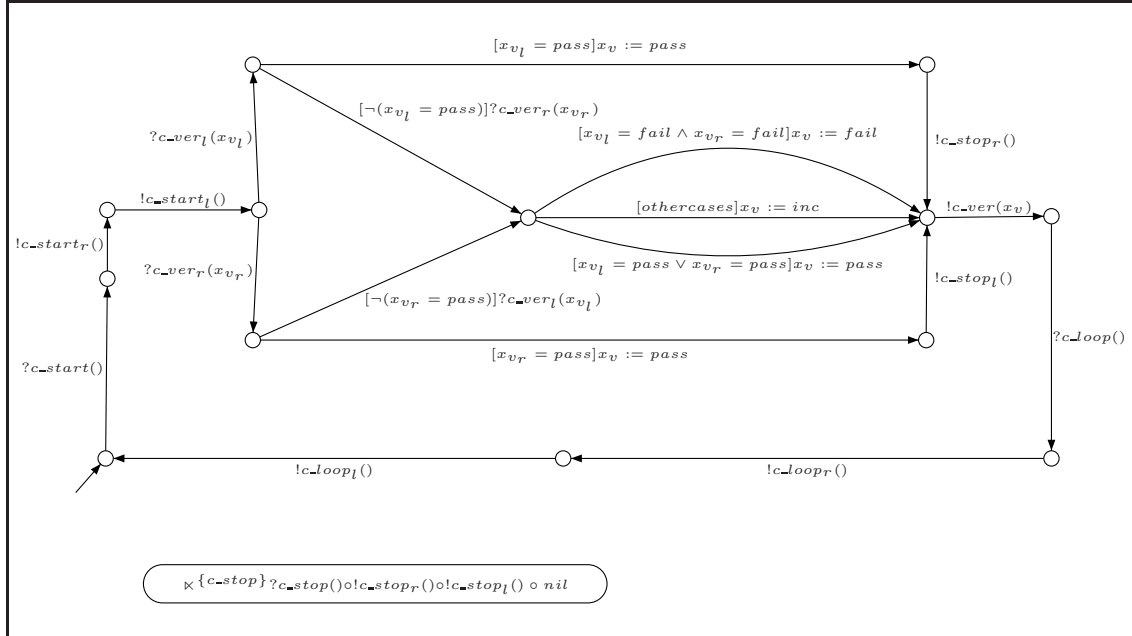 [x_{v_l} = pass]x_v := pass
[¬(x_{v_l} = pass)]?c_ver_r(x_{v_r})
?c_ver_l(x_{v_l})
[x_{v_l} = fail ∧ x_{v_r} = fail]x_v := fail
!c_stop_r()
!c_start_l()
[othercases]x_v := inc
!c_ver(x_v)
!c_start_r()
?c_ver_r(x_{v_r})
[x_{v_l} = pass ∨ x_{v_r} = pass]x_v := pass
!c_stop_l()
[¬(x_{v_r} = pass)]?c_ver_l(x_{v_l})
?c_loop()
[x_{v_r} = pass]x_v := pass
?c_start()
!c_loop_l()
!c_loop_r()
⋉^{c_stop}?c_stop()∘!c_stop_r()∘!c_stop_l() ∘ nil